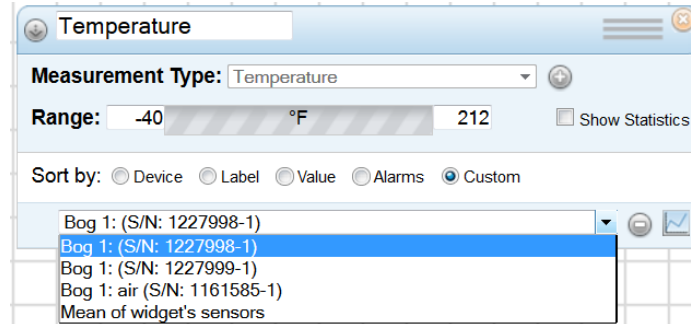 Temperature
Measurement Type: Temperature
Range: -40 °F 212 Show Statistics
Sort by: Device Label Value Alarms Custom
Bog 1: (S/N: 1227998-1)
Bog 1: (S/N: 1227998-1)
Bog 1: (S/N: 1227999-1)
Bog 1: air (S/N: 1161585-1)
Mean of widget's sensors